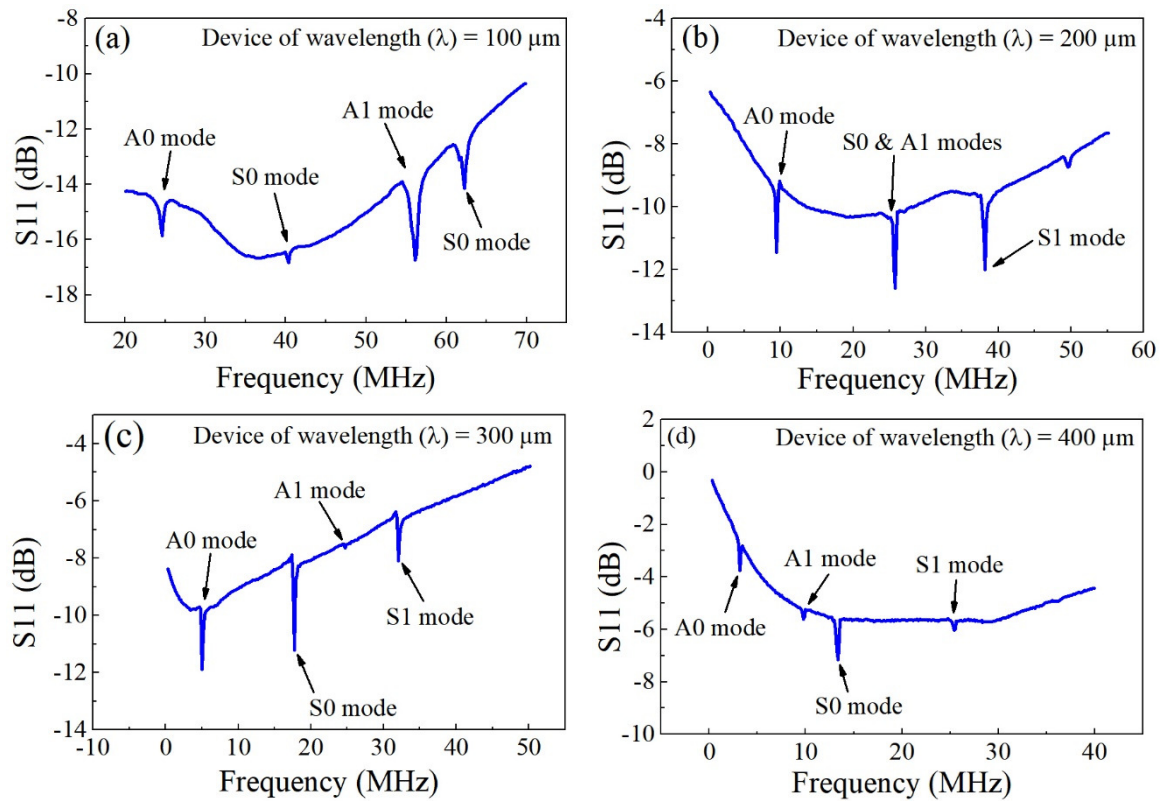 (a)
Device of wavelength (λ) = 100 μm
-8
-10
-12
-14
-16
-18
S11 (dB)
A0 mode
S0 mode
A1 mode
S0 mode
20 30 40 50 60 70
Frequency (MHz)
(b)
Device of wavelength (λ) = 200 μm
-4
-6
-8
-10
-12
-14
S11 (dB)
A0 mode
S0 & A1 modes
S1 mode
0 10 20 30 40 50 60
Frequency (MHz)
(c)
Device of wavelength (λ) = 300 μm
-4
-6
-8
-10
-12
-14
S11 (dB)
A0 mode
A1 mode
S1 mode
S0 mode
-10 0 10 20 30 40 50
Frequency (MHz)
(d)
Device of wavelength (λ) = 400 μm
2
0
-2
-4
-6
-8
-10
S11 (dB)
A1 mode
S1 mode
A0 mode
S0 mode
0 10 20 30 40
Frequency (MHz)